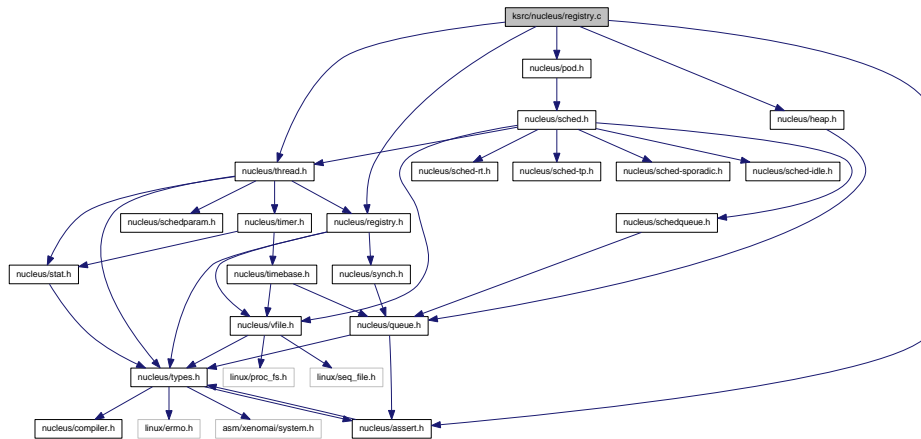 ksrc/nucleus/registry.c
nucleus/pod.h
nucleus/sched.h
nucleus/heap.h
nucleus/thread.h
nucleus/sched-rt.h
nucleus/sched-tp.h
nucleus/sched-sporadic.h
nucleus/sched-idle.h
nucleus/schedparam.h
nucleus/timer.h
nucleus/registry.h
nucleus/schedqueue.h
nucleus/stat.h
nucleus/timebase.h
nucleus/synch.h
nucleus/vfile.h
nucleus/queue.h
nucleus/types.h
linux/proc_fs.h
linux/seq_file.h
nucleus/compiler.h
linux/errno.h
asm/xenomai/system.h
nucleus/assert.h